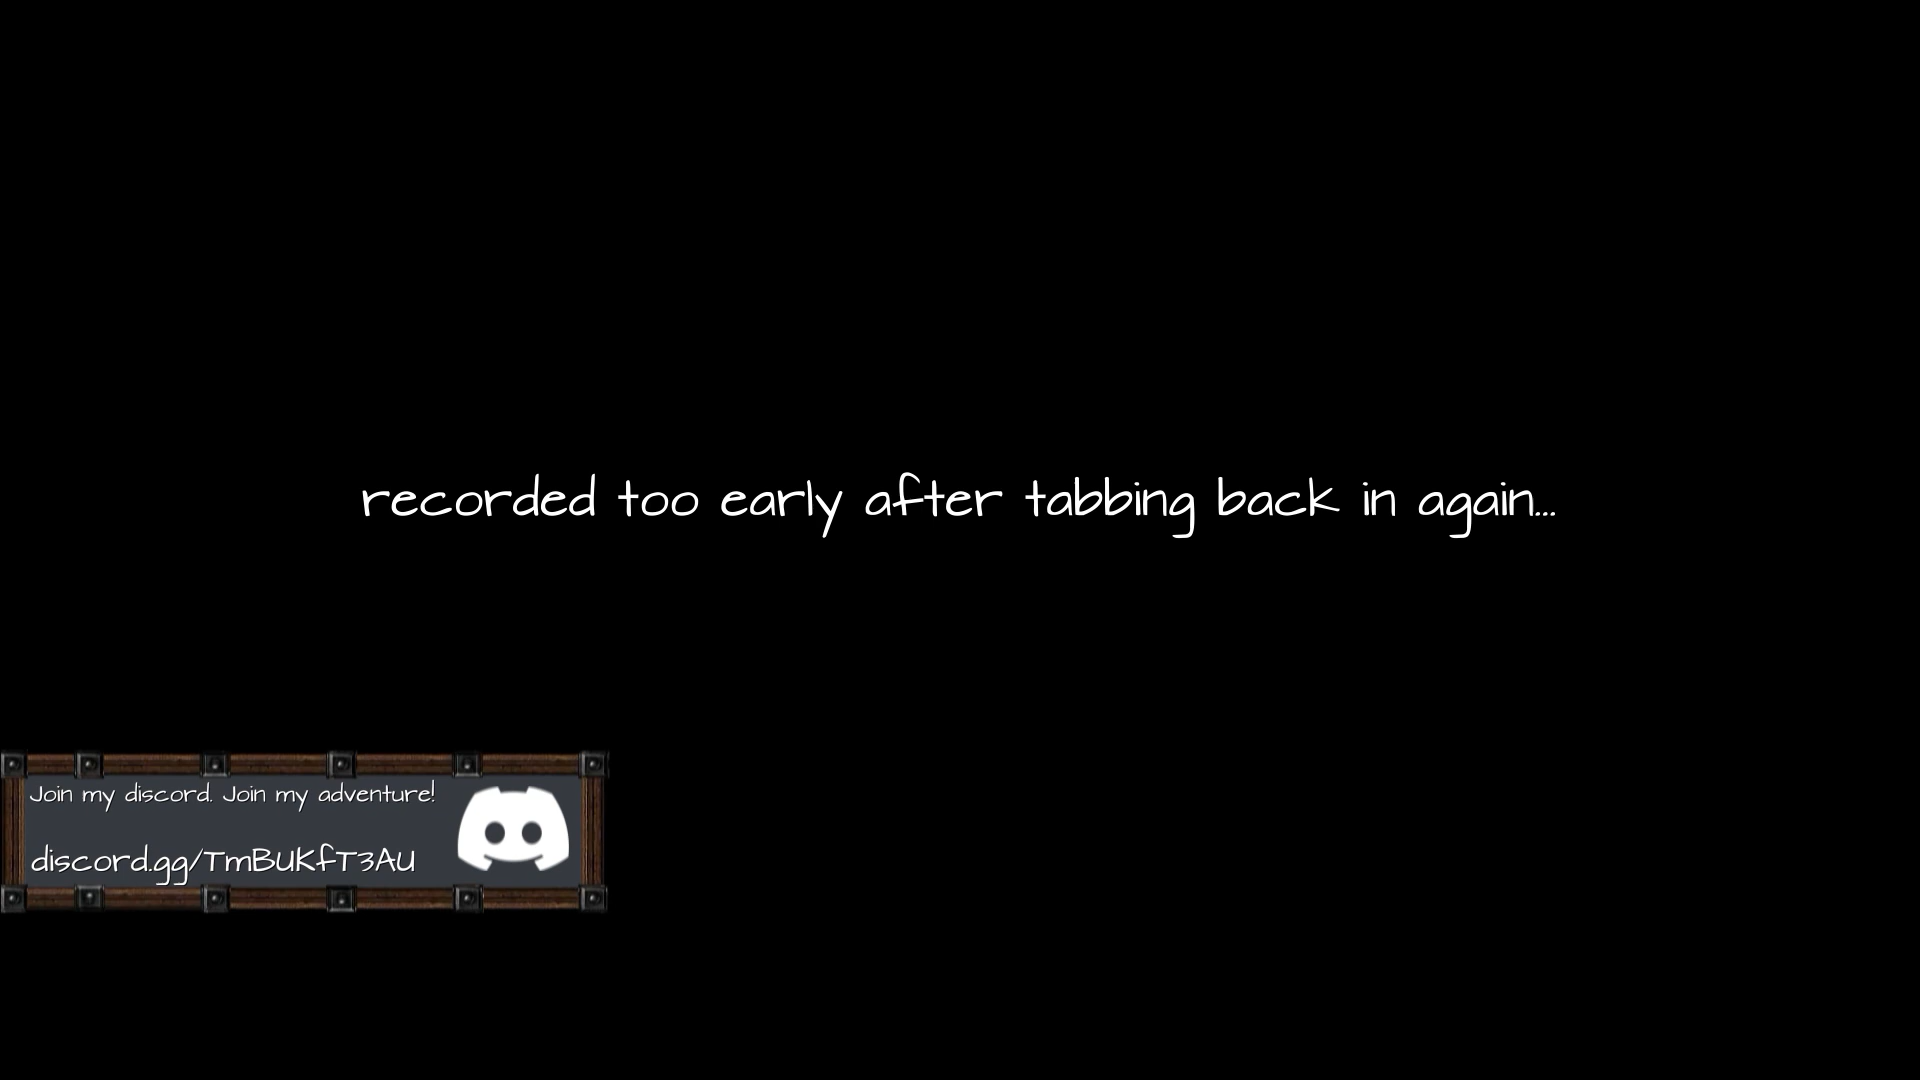 recorded too early after tabbing back in again...
Join my discord. Join my adventure!
discord.gg/TmBUKfT3AU